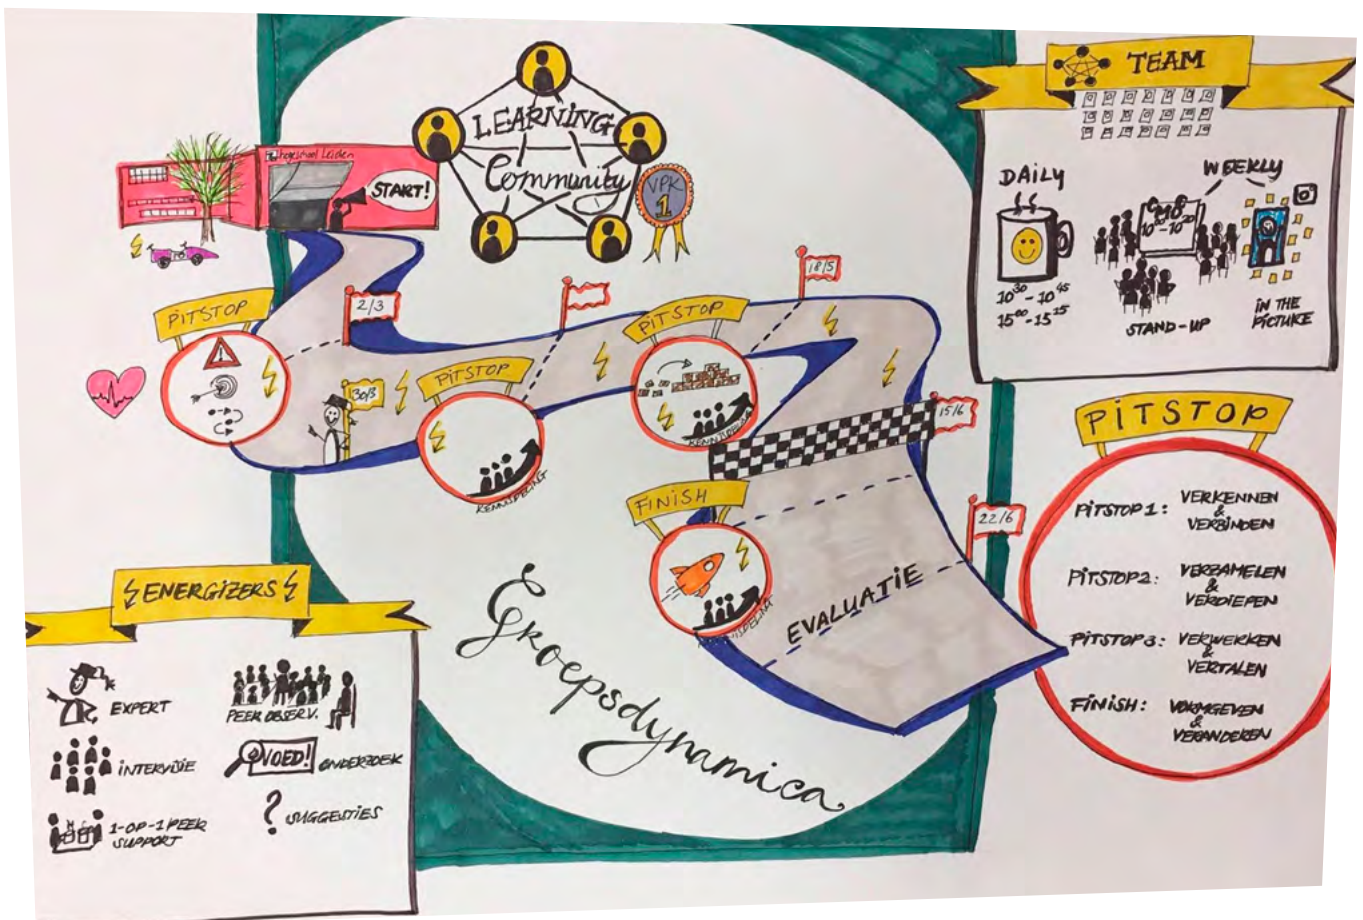 TEAM
LEARNING
Community
VPK
1
hogeschool Leiden
START!
DAILY
10³⁰ - 10⁴⁵
15⁰⁰ - 15¹⁵
WEEKLY
STAND-UP
IN THE
PICTURE
PITSTOP
2/3
30/3
PITSTOP
KENNISDELING
PITSTOP
18/5
15/6
FINISH
22/6
EVALUATIE
Groepsdynamica
PITSTOP
PITSTOP 1: VERKENNEN
&
VERBINDEN
PITSTOP 2: VERZAMELEN
&
VERDIEPEN
PITSTOP 3: VERWERKEN
&
VERTALEN
FINISH: VORMGEVEN
&
VERANDEREN
ENERGIZERS
EXPERT
PEER OBSERV.
INTERVISIE
VOED!
ONDERZOEK
1-OP-1 PEER
SUPPORT
? SUGGESTIES